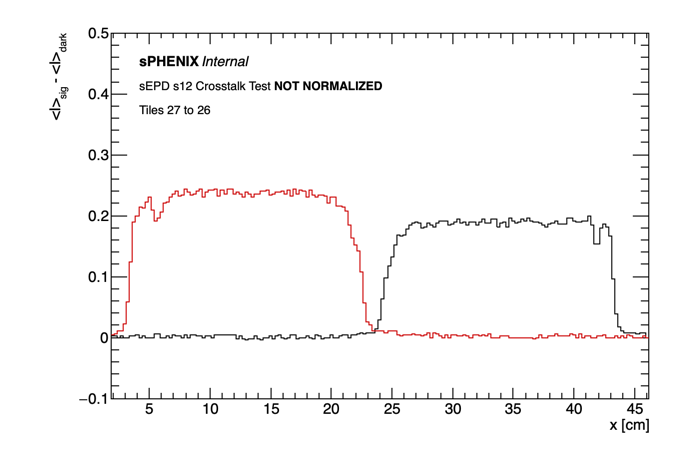 0.5
0.4
0.3
0.2
0.1
0
−0.1
<I>sig - <I>dark
sPHENIX Internal
sEPD s12 Crosstalk Test NOT NORMALIZED
Tiles 27 to 26
5 10 15 20 25 30 35 40 45
x [cm]